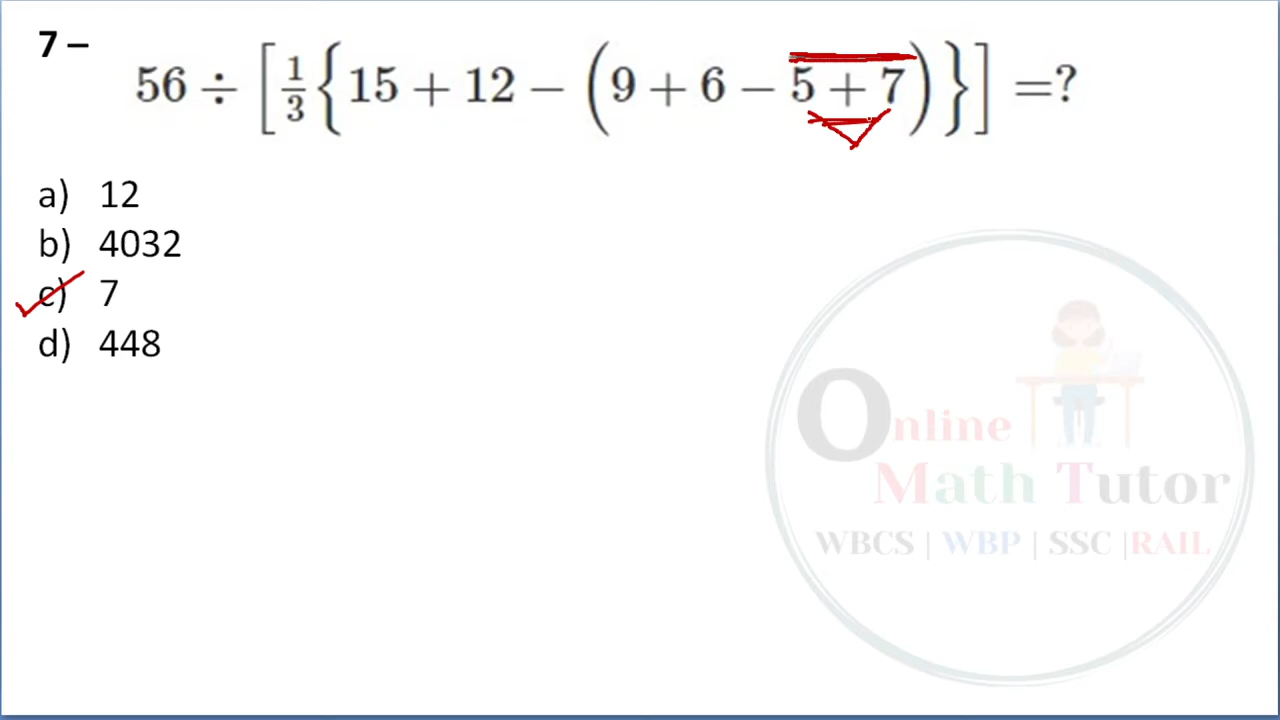 7 –
56 ÷ [1/3{15 + 12 − (9 + 6 − 5 + 7)}] =?
a) 12
b) 4032
c) 7
d) 448
Online
Math Tutor
WBCS | WBP | SSC |RAIL